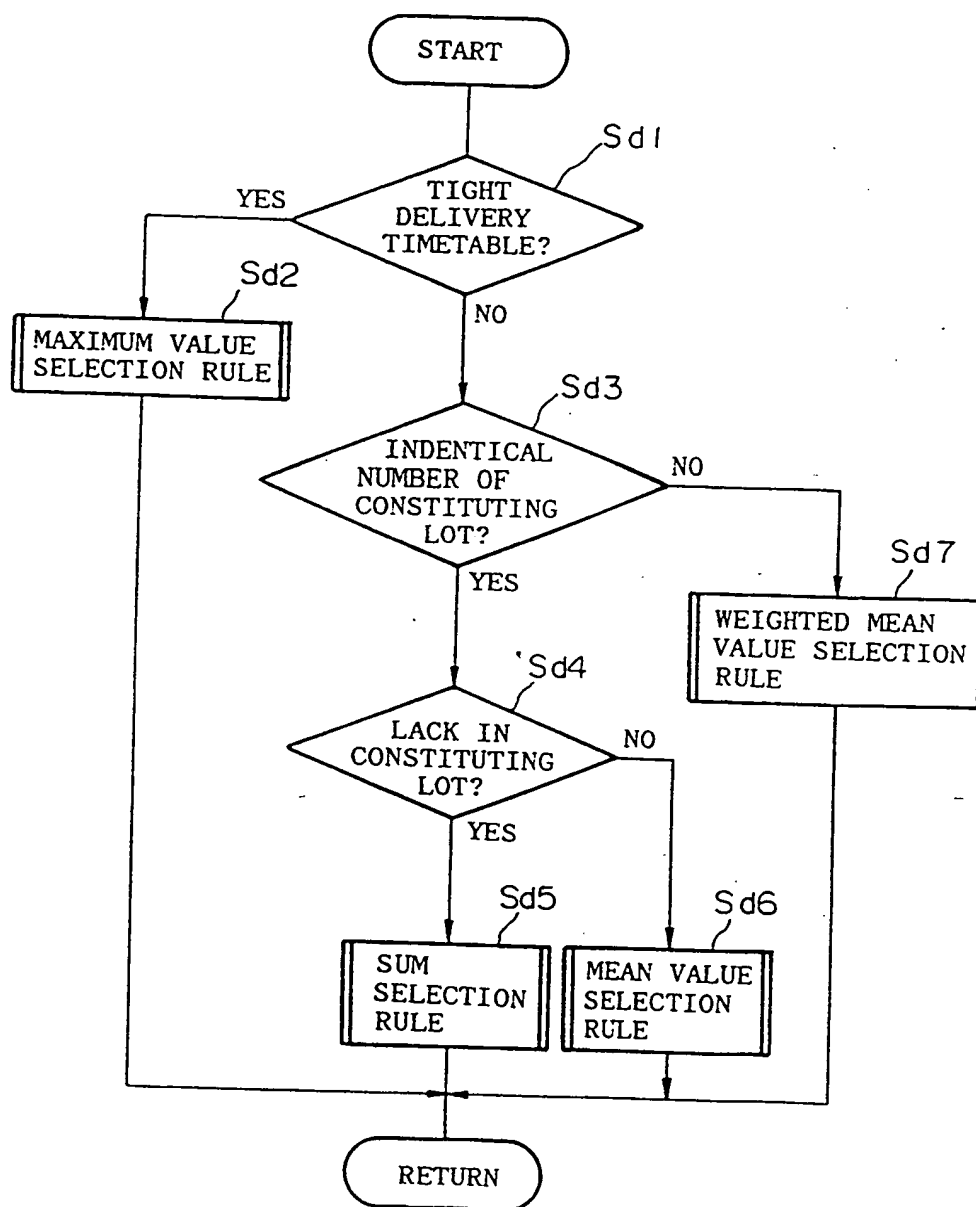 START
Sd1
TIGHT
DELIVERY
TIMETABLE?
YES
NO
Sd2
MAXIMUM VALUE
SELECTION RULE
Sd3
INDENTICAL
NUMBER OF
CONSTITUTING
LOT?
NO
YES
Sd7
WEIGHTED MEAN
VALUE SELECTION
RULE
Sd4
LACK IN
CONSTITUTING
LOT?
NO
YES
Sd5
SUM
SELECTION
RULE
Sd6
MEAN VALUE
SELECTION
RULE
RETURN